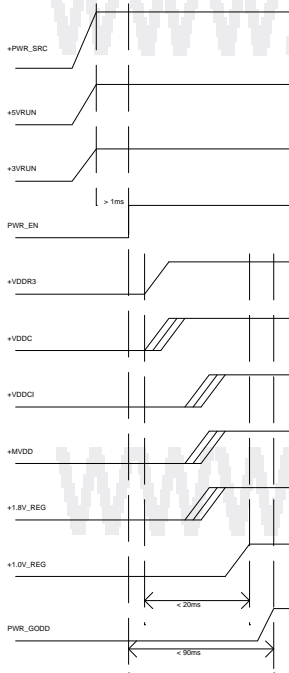 +PWR_SRC
+5VRUN
+3VRUN
> 1ms
PWR_EN
+VDDR3
+VDDC
+VDDCI
+MVDD
+1.8V_REG
+1.0V_REG
< 20ms
PWR_GODD
< 90ms